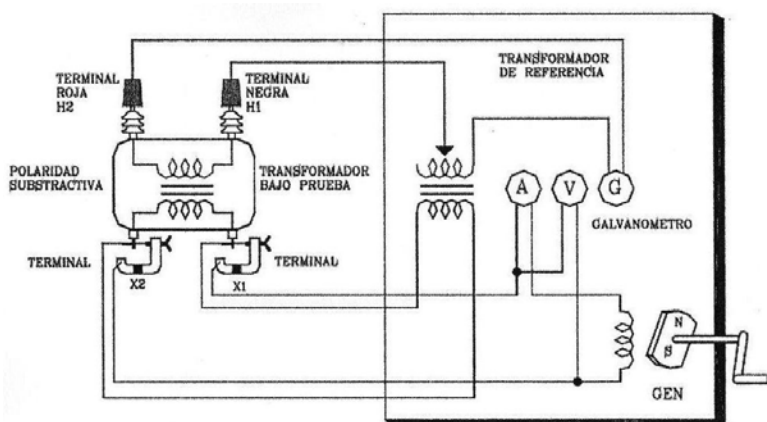 TERMINAL
ROJA
H2
TERMINAL
NEGRA
H1
TRANSFORMADOR
DE REFERENCIA
POLARIDAD
SUBSTRACTIVA
TRANSFORMADOR
BAJO PRUEBA
A
V
G
GALVANOMETRO
TERMINAL
X2
X1
TERMINAL
N
S
GEN